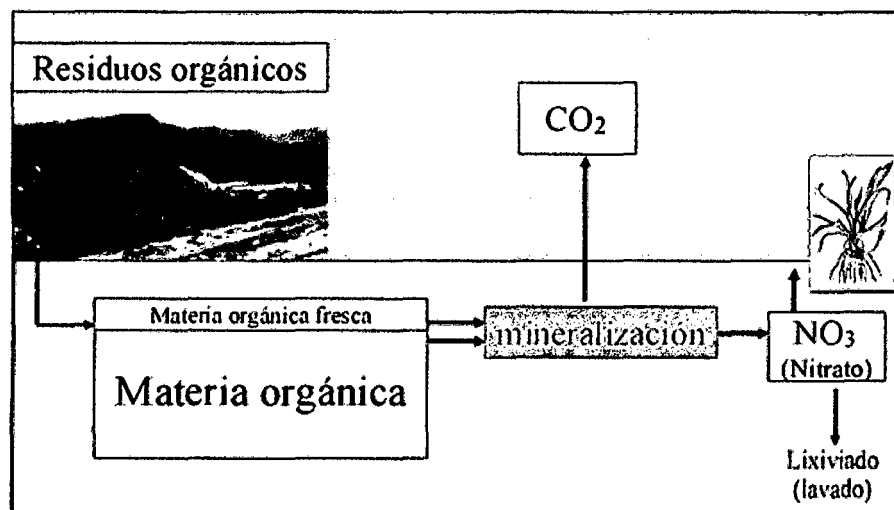 Residuos orgánicos
CO₂
Materia orgánica fresca
Materia orgánica
mineralización
NO₃
(Nitrato)
Lixiviado
(lavado)